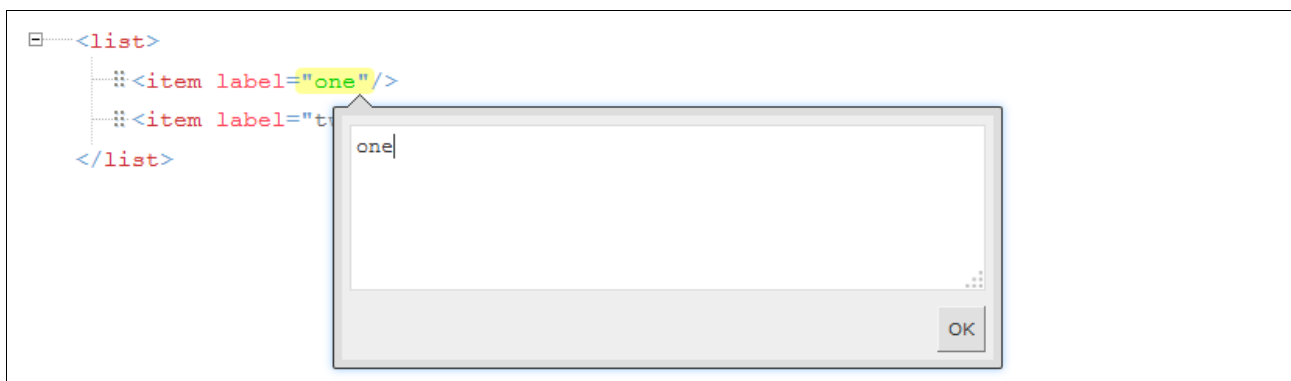 <list>
<item label="one"/>
<item label="t
</list>
one
OK